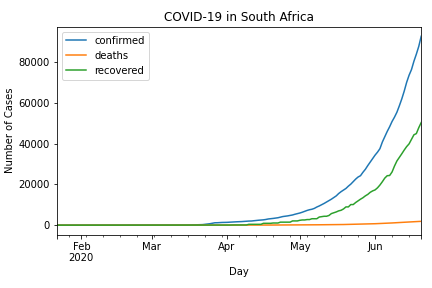 COVID-19 in South Africa
confirmed
deaths
recovered
Number of Cases
80000
60000
40000
20000
0
Feb Mar Apr May Jun
2020
Day